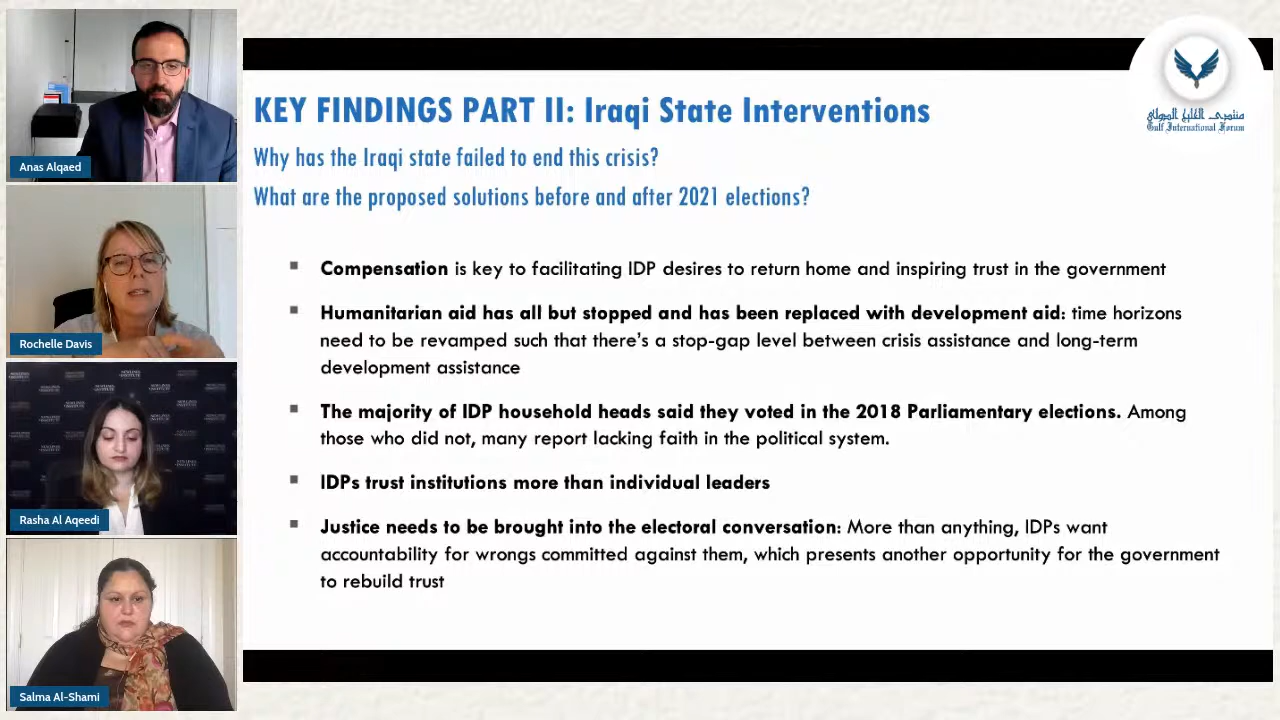 Anas Alqaed
Rochelle Davis
Rasha Al Aqeedi
Salma Al-Shami
منتدى الخليج الدولي
Gulf International Forum
KEY FINDINGS PART II: Iraqi State Interventions
Why has the Iraqi state failed to end this crisis?
What are the proposed solutions before and after 2021 elections?
▪ Compensation is key to facilitating IDP desires to return home and inspiring trust in the government
▪ Humanitarian aid has all but stopped and has been replaced with development aid: time horizons
need to be revamped such that there's a stop-gap level between crisis assistance and long-term
development assistance
▪ The majority of IDP household heads said they voted in the 2018 Parliamentary elections. Among
those who did not, many report lacking faith in the political system.
▪ IDPs trust institutions more than individual leaders
▪ Justice needs to be brought into the electoral conversation: More than anything, IDPs want
accountability for wrongs committed against them, which presents another opportunity for the government
to rebuild trust